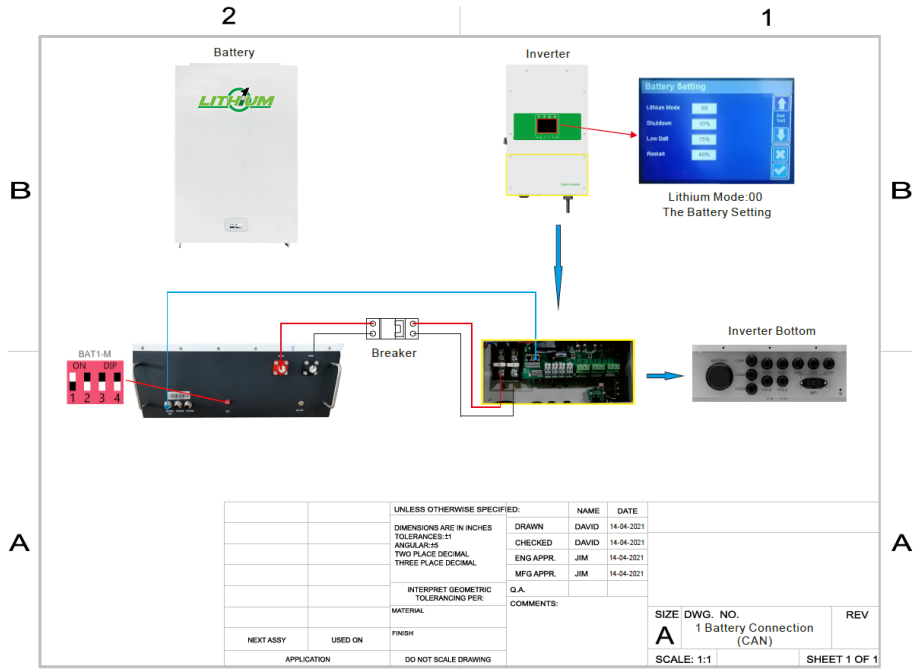 2
1
B
B
A
A
Battery
LITHIUM
Inverter
Battery Setting
Lithium Mode 00
Shutdown 10%
Low Batt 15%
Restart 40%
Lithium Mode:00
The Battery Setting
Breaker
BAT1-M
ON DIP
1 2 3 4
Inverter Bottom
UNLESS OTHERWISE SPECIFIED:
DIMENSIONS ARE IN INCHES
TOLERANCES:±1
ANGULAR:±5
TWO PLACE DECIMAL
THREE PLACE DECIMAL
INTERPRET GEOMETRIC
TOLERANCING PER:
MATERIAL
FINISH
NEXT ASSY USED ON
APPLICATION
DO NOT SCALE DRAWING
NAME DATE
DRAWN DAVID 14-04-2021
CHECKED DAVID 14-04-2021
ENG APPR. JIM 14-04-2021
MFG APPR. JIM 14-04-2021
Q.A.
COMMENTS:
SIZE DWG. NO. REV
A 1 Battery Connection
(CAN)
SCALE: 1:1 SHEET 1 OF 1